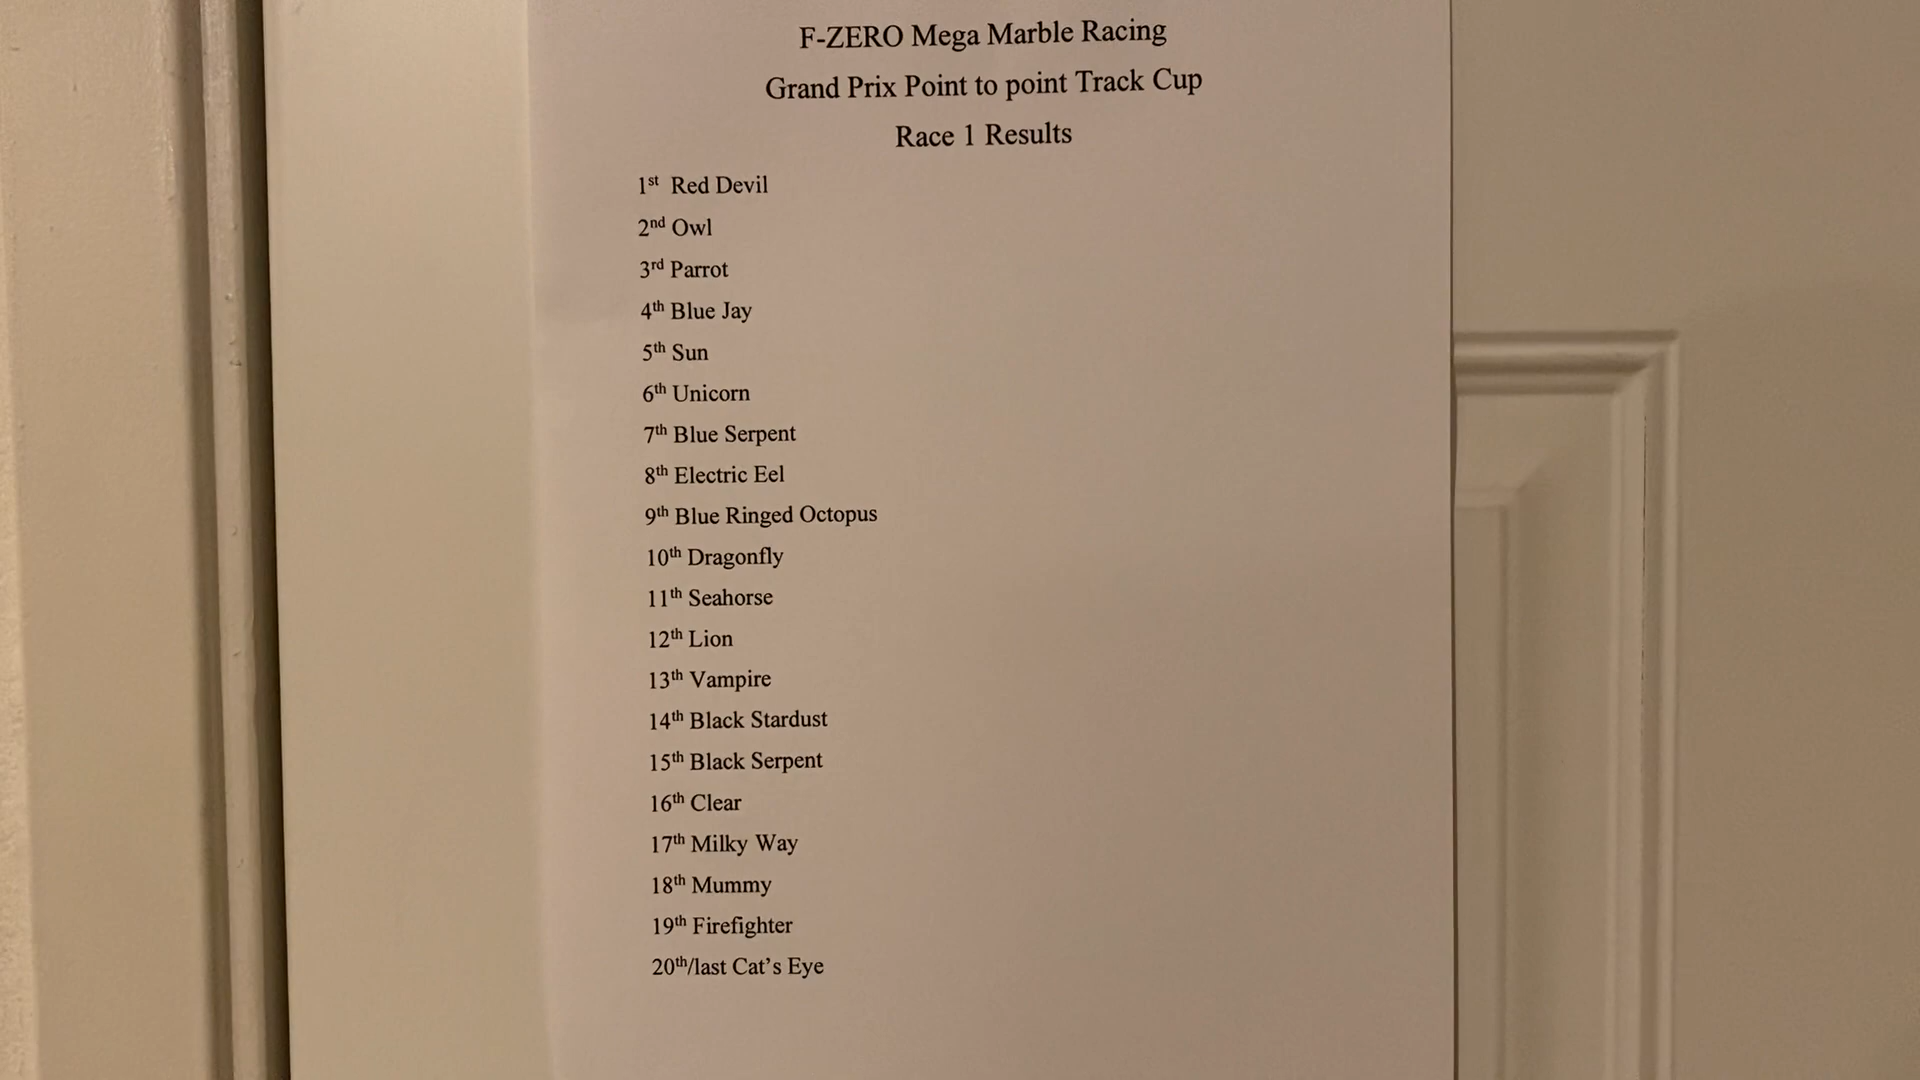 F-ZERO Mega Marble Racing
Grand Prix Point to point Track Cup
Race 1 Results
1st Red Devil
2nd Owl
3rd Parrot
4th Blue Jay
5th Sun
6th Unicorn
7th Blue Serpent
8th Electric Eel
9th Blue Ringed Octopus
10th Dragonfly
11th Seahorse
12th Lion
13th Vampire
14th Black Stardust
15th Black Serpent
16th Clear
17th Milky Way
18th Mummy
19th Firefighter
20th/last Cat’s Eye